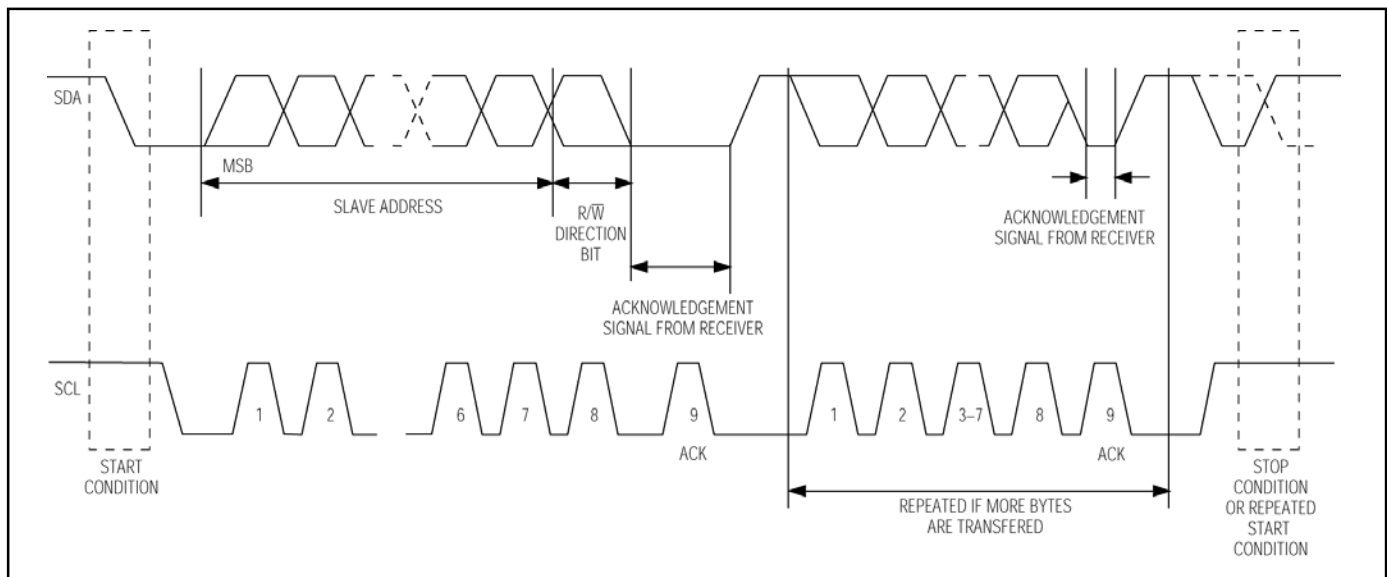 SDA
MSB
SLAVE ADDRESS
R/W̅
DIRECTION
BIT
ACKNOWLEDGEMENT
SIGNAL FROM RECEIVER
ACKNOWLEDGEMENT
SIGNAL FROM RECEIVER
SCL
1
2
6
7
8
9
1
2
3–7
8
9
ACK
ACK
START
CONDITION
REPEATED IF MORE BYTES
ARE TRANSFERED
STOP
CONDITION
OR REPEATED
START
CONDITION